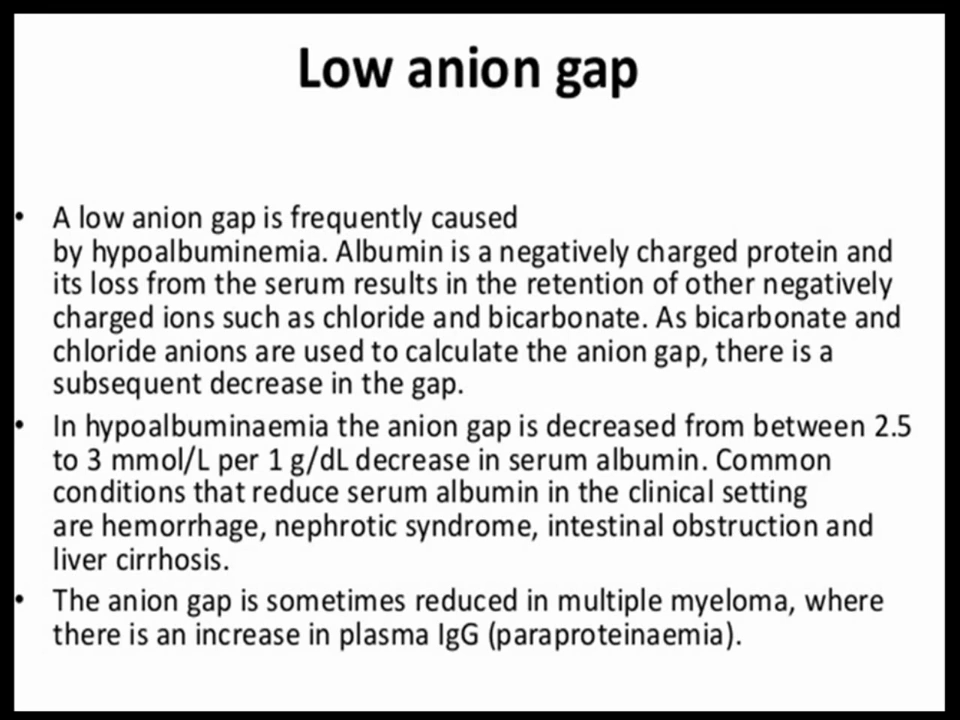 Low anion gap
• A low anion gap is frequently caused
by hypoalbuminemia. Albumin is a negatively charged protein and
its loss from the serum results in the retention of other negatively
charged ions such as chloride and bicarbonate. As bicarbonate and
chloride anions are used to calculate the anion gap, there is a
subsequent decrease in the gap.
• In hypoalbuminaemia the anion gap is decreased from between 2.5
to 3 mmol/L per 1 g/dL decrease in serum albumin. Common
conditions that reduce serum albumin in the clinical setting
are hemorrhage, nephrotic syndrome, intestinal obstruction and
liver cirrhosis.
• The anion gap is sometimes reduced in multiple myeloma, where
there is an increase in plasma IgG (paraproteinaemia).